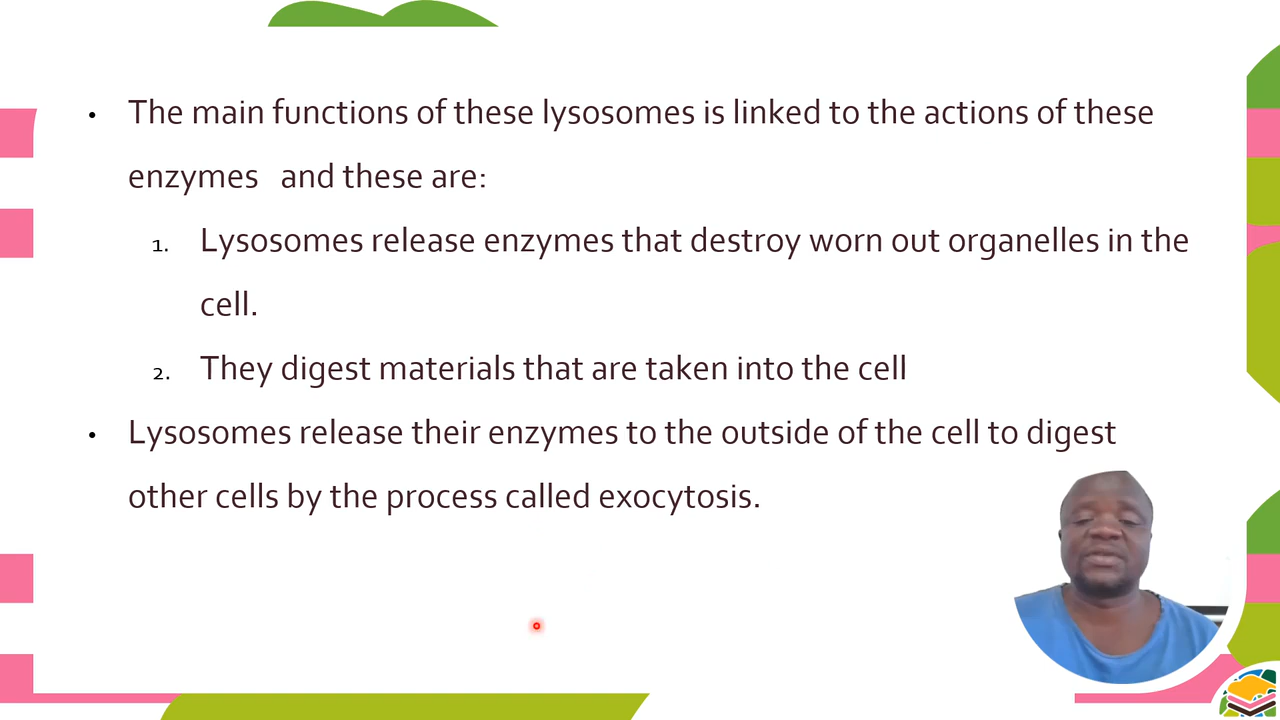 • The main functions of these lysosomes is linked to the actions of these
enzymes   and these are:
1. Lysosomes release enzymes that destroy worn out organelles in the
cell.
2. They digest materials that are taken into the cell
• Lysosomes release their enzymes to the outside of the cell to digest
other cells by the process called exocytosis.